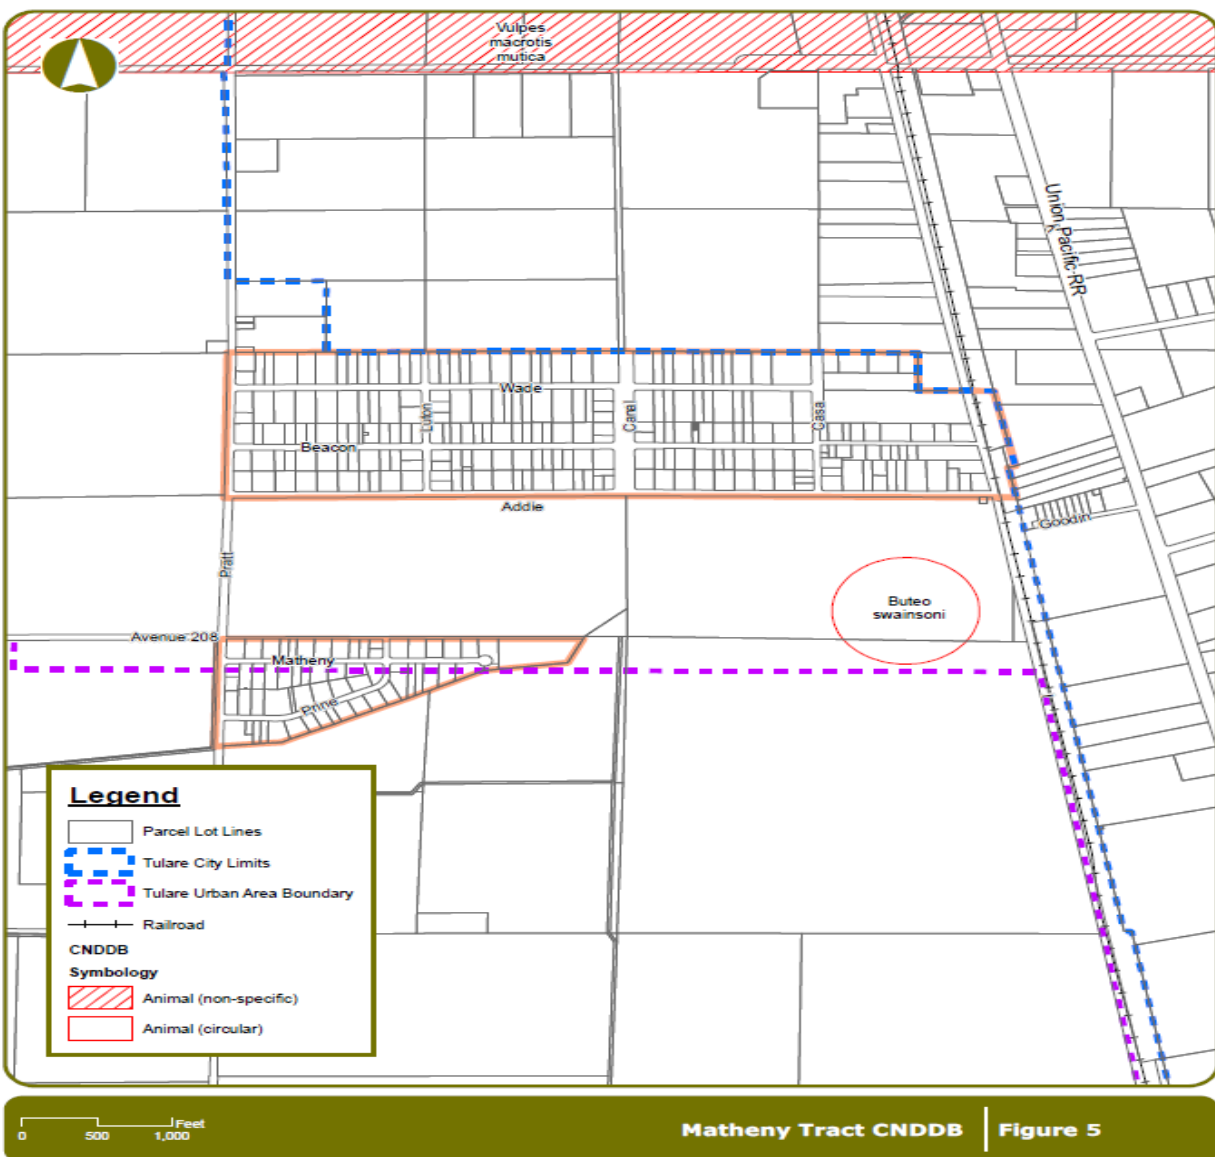 Vulpes
macrotis
mutica
Union Pacific RR
Wade
Luton
Canal
Casa
Beacon
Addie
Goodin
Pratt
Buteo
swainsoni
Avenue 208
Matheny
Prine
Legend
Parcel Lot Lines
Tulare City Limits
Tulare Urban Area Boundary
Railroad
CNDDB
Symbology
Animal (non-specific)
Animal (circular)
Feet
0 500 1,000
Matheny Tract CNDDB Figure 5